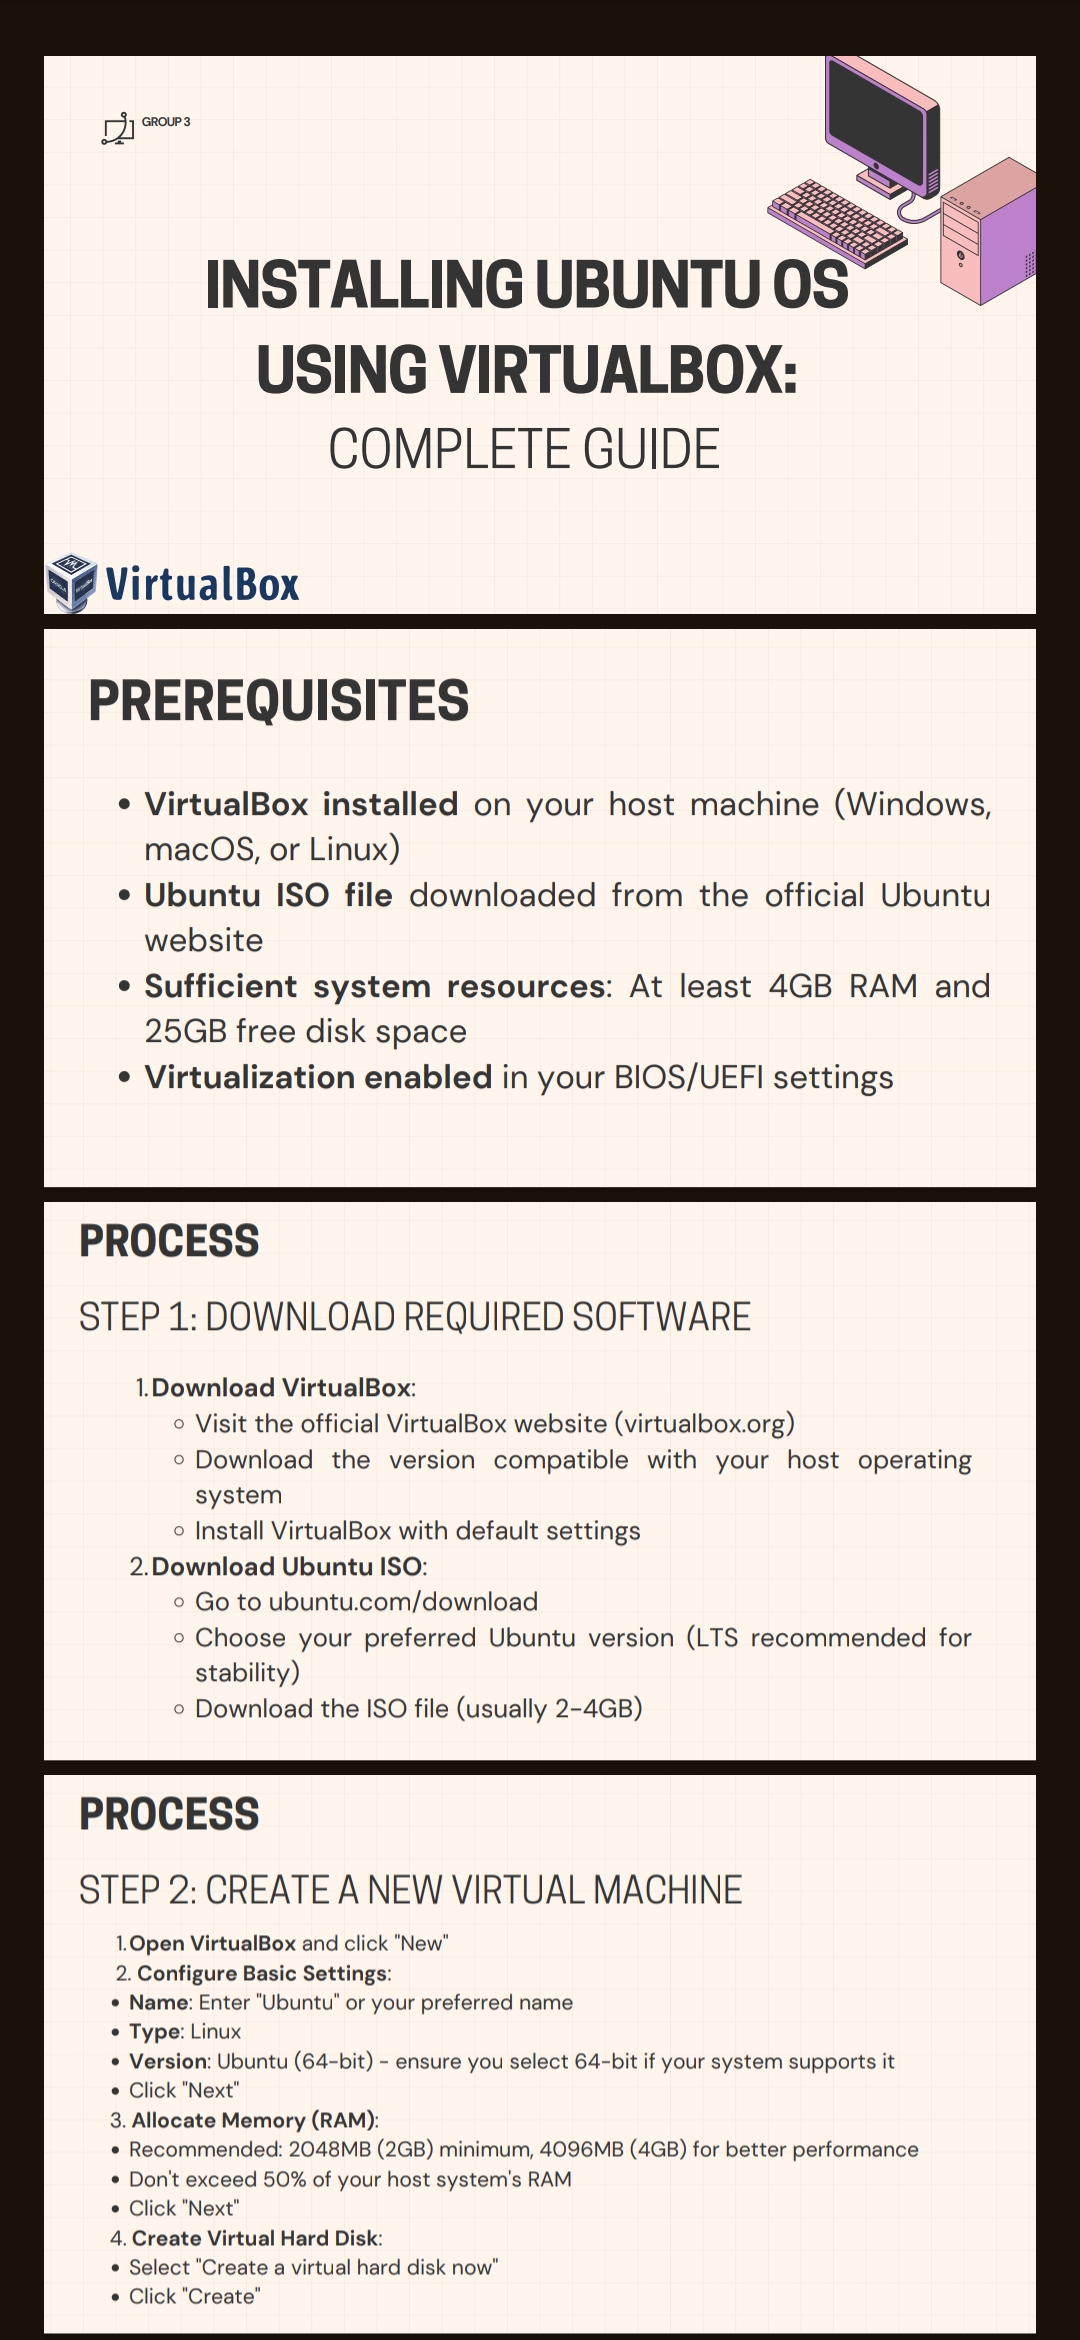 GROUP 3
INSTALLING UBUNTU OS
USING VIRTUALBOX:
COMPLETE GUIDE
VirtualBox
PREREQUISITES
• VirtualBox installed on your host machine (Windows,
macOS, or Linux)
• Ubuntu ISO file downloaded from the official Ubuntu
website
• Sufficient system resources: At least 4GB RAM and
25GB free disk space
• Virtualization enabled in your BIOS/UEFI settings
PROCESS
STEP 1: DOWNLOAD REQUIRED SOFTWARE
1. Download VirtualBox:
○ Visit the official VirtualBox website (virtualbox.org)
○ Download the version compatible with your host operating
system
○ Install VirtualBox with default settings
2. Download Ubuntu ISO:
○ Go to ubuntu.com/download
○ Choose your preferred Ubuntu version (LTS recommended for
stability)
○ Download the ISO file (usually 2-4GB)
PROCESS
STEP 2: CREATE A NEW VIRTUAL MACHINE
1. Open VirtualBox and click "New"
2. Configure Basic Settings:
• Name: Enter "Ubuntu" or your preferred name
• Type: Linux
• Version: Ubuntu (64-bit) - ensure you select 64-bit if your system supports it
• Click "Next"
3. Allocate Memory (RAM):
• Recommended: 2048MB (2GB) minimum, 4096MB (4GB) for better performance
• Don't exceed 50% of your host system's RAM
• Click "Next"
4. Create Virtual Hard Disk:
• Select "Create a virtual hard disk now"
• Click "Create"